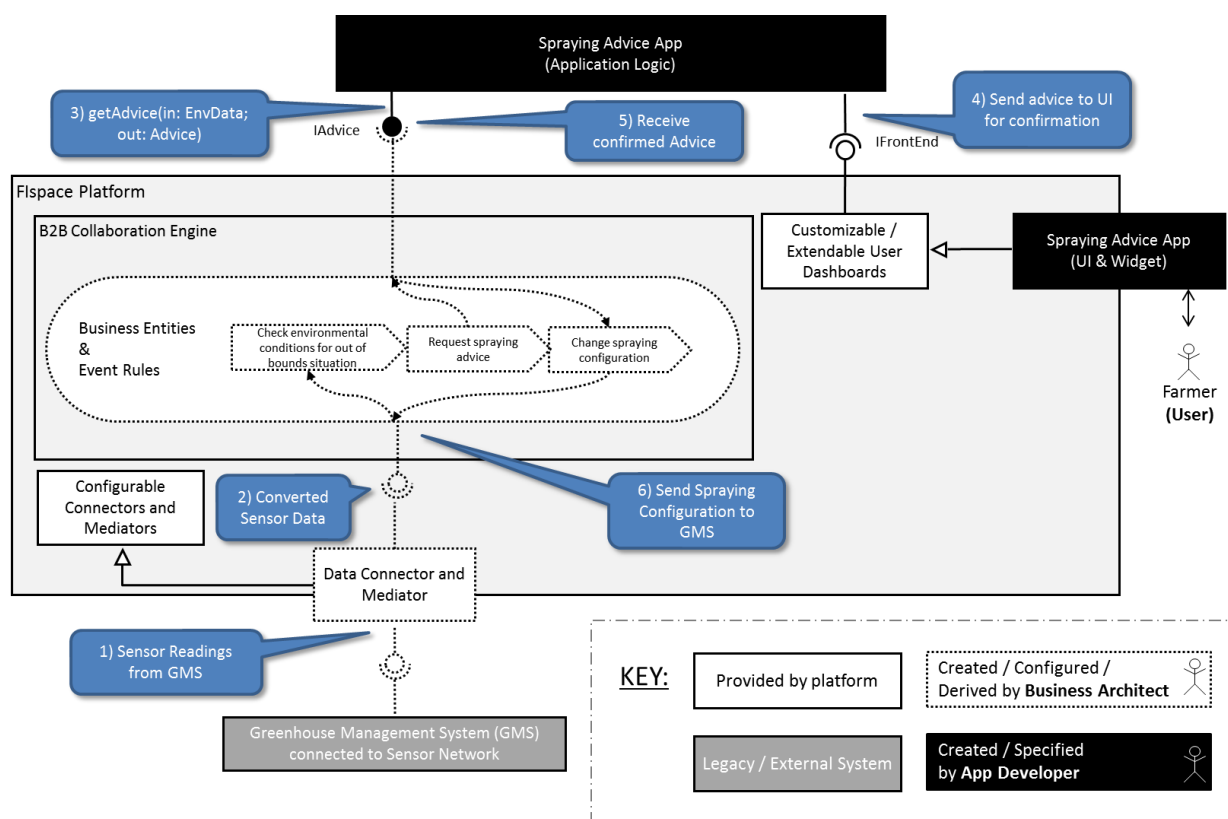 Spraying Advice App
(Application Logic)
3) getAdvice(in: EnvData;
out: Advice)
IAdvice
5) Receive
confirmed Advice
4) Send advice to UI
for confirmation
IFrontEnd
FIspace Platform
B2B Collaboration Engine
Customizable /
Extendable User
Dashboards
Spraying Advice App
(UI & Widget)
Business Entities
&
Event Rules
Check environmental
conditions for out of
bounds situation
Request spraying
advice
Change spraying
configuration
Farmer
(User)
Configurable
Connectors and
Mediators
2) Converted
Sensor Data
6) Send Spraying
Configuration to
GMS
Data Connector and
Mediator
1) Sensor Readings
from GMS
Greenhouse Management System (GMS)
connected to Sensor Network
KEY:
Provided by platform
Created / Configured /
Derived by Business Architect
Legacy / External System
Created / Specified
by App Developer